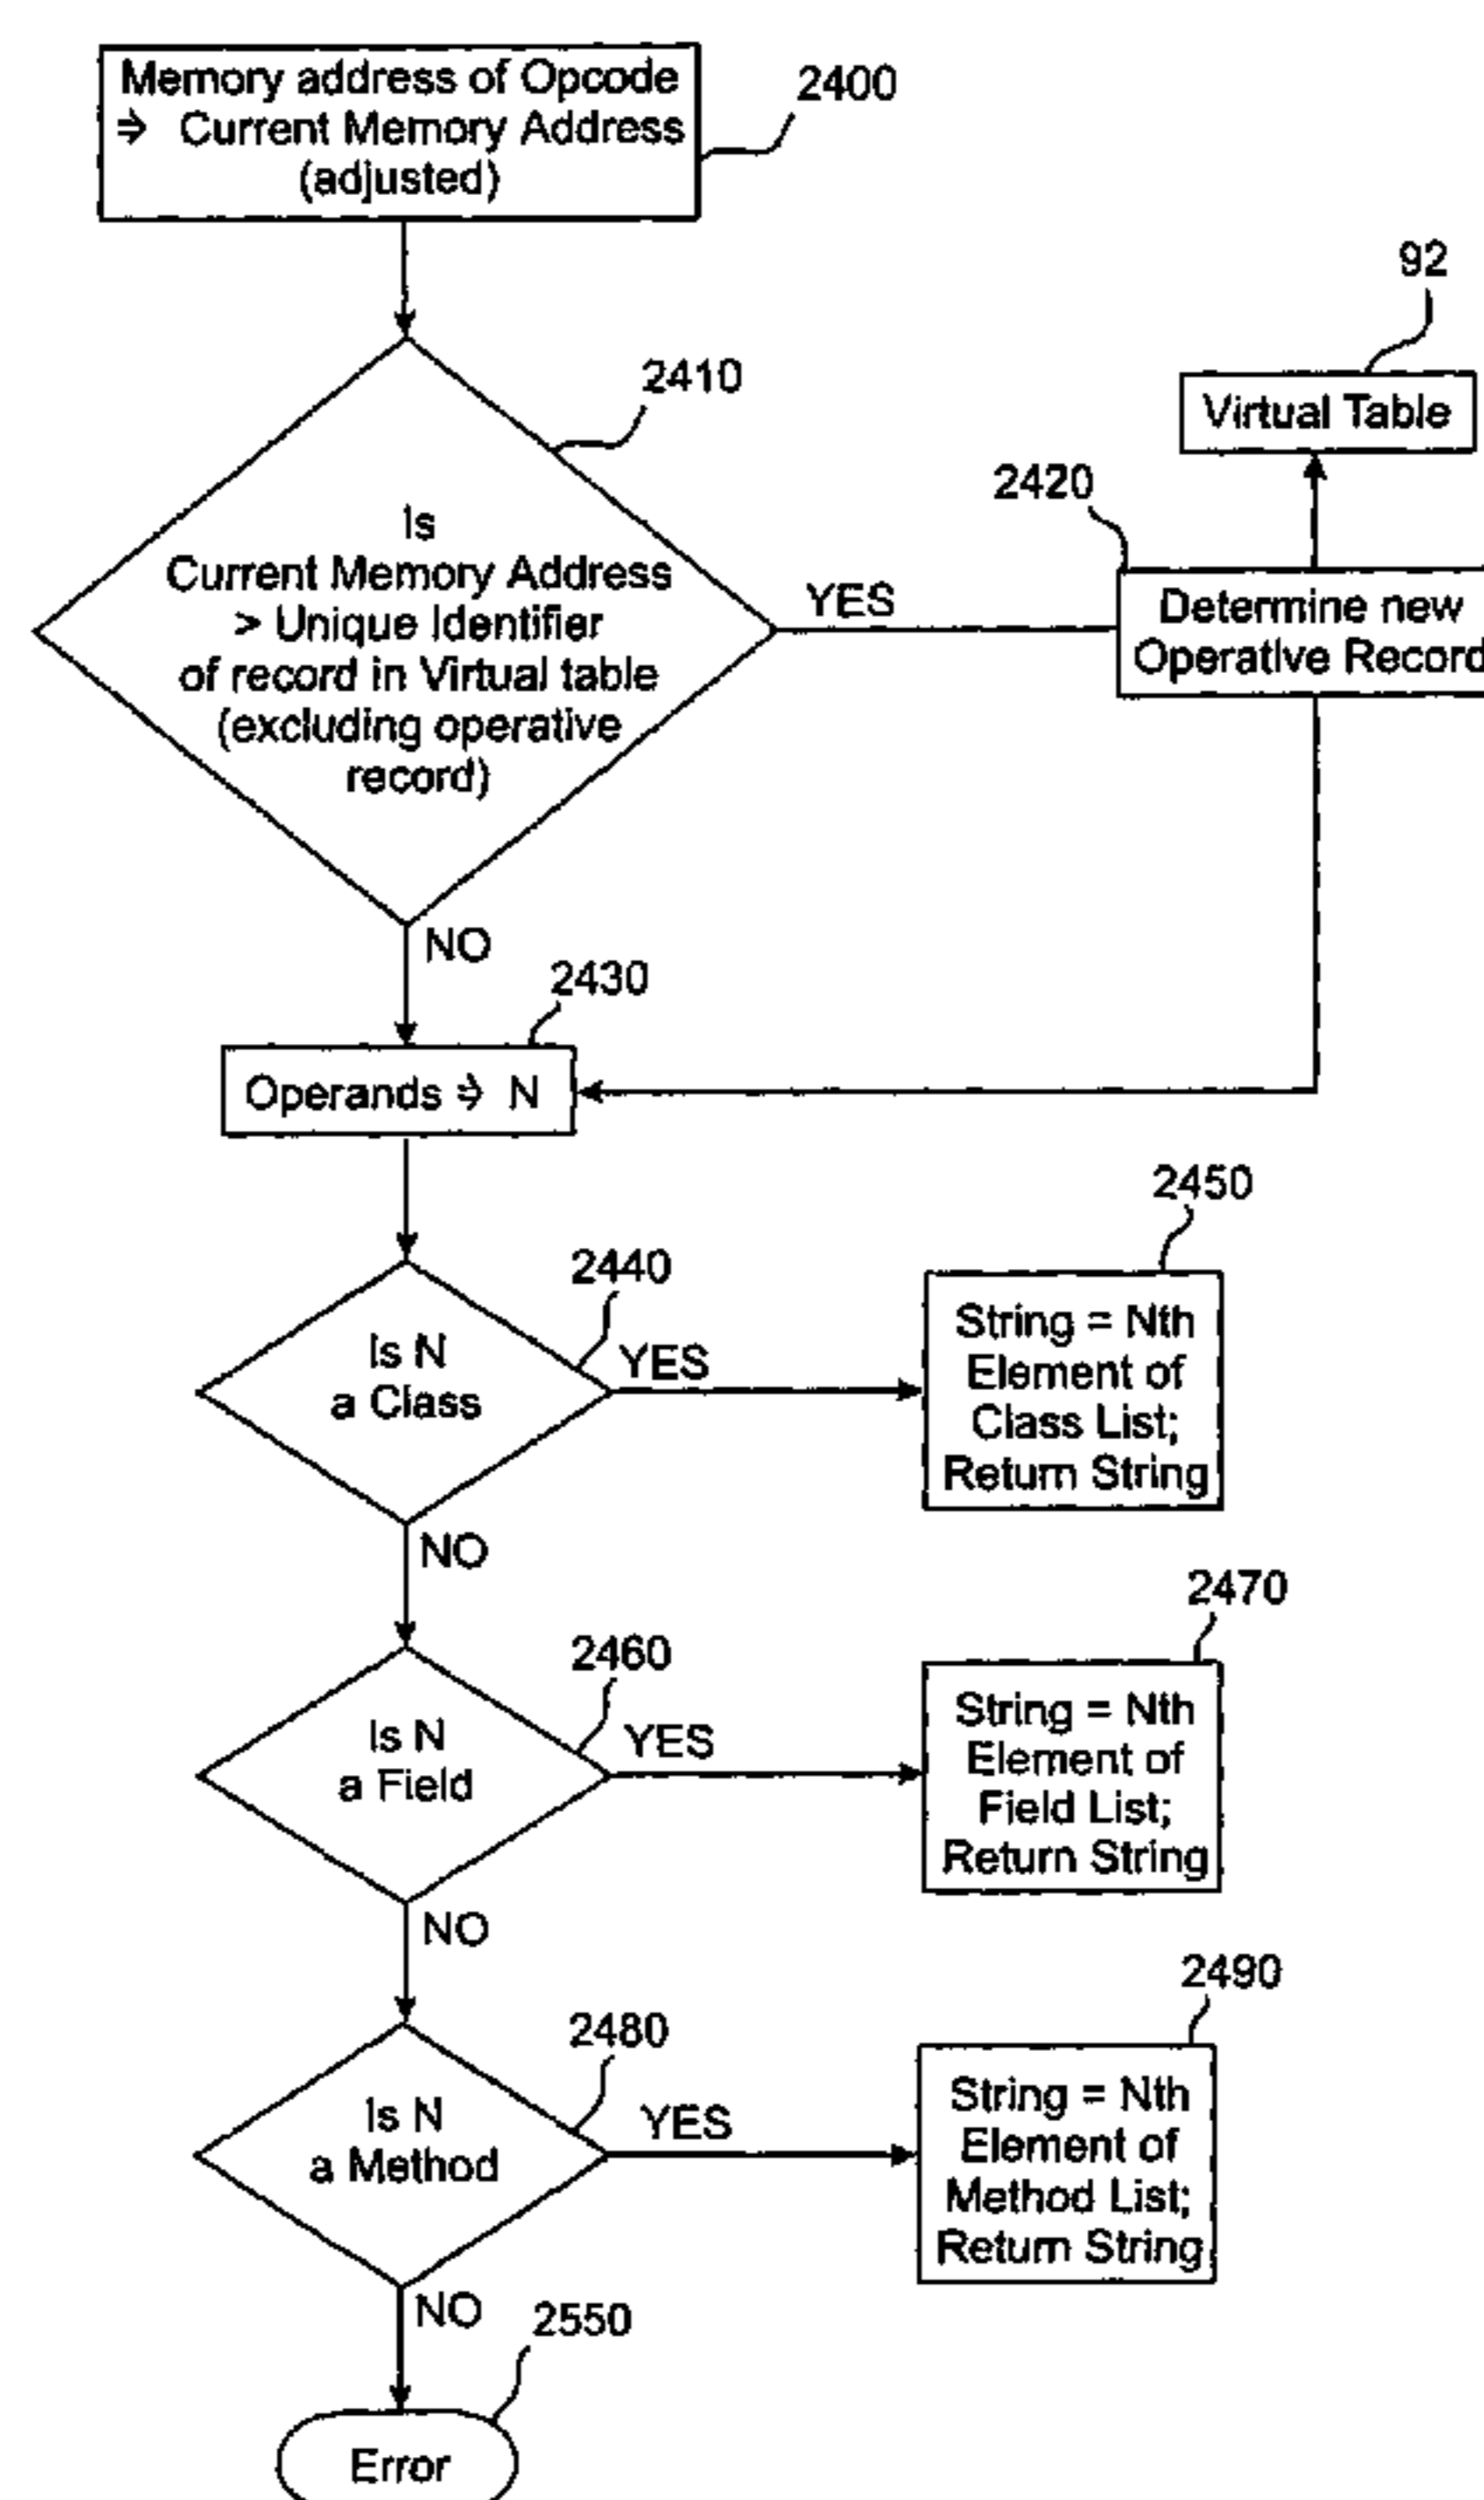 Memory address of Opcode
⇒ Current Memory Address
(adjusted)
2400
92
Virtual Table
2410
2420
Is
Current Memory Address
> Unique Identifier
of record in Virtual table
(excluding operative
record)
YES
Determine new
Operative Record
NO
2430
Operands ⇒ N
2450
2440
Is N
a Class
YES
String = Nth
Element of
Class List;
Return String
NO
2470
2460
Is N
a Field
YES
String = Nth
Element of
Field List;
Return String
NO
2490
2480
Is N
a Method
YES
String = Nth
Element of
Method List;
Return String
NO
2550
Error